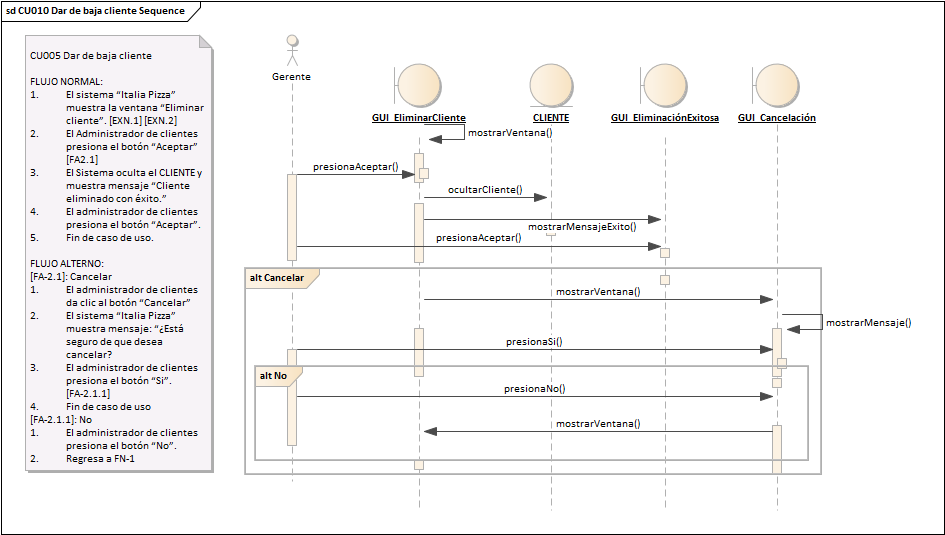 sd CU010 Dar de baja cliente Sequence
CU005 Dar de baja cliente
FLUJO NORMAL:
1. El sistema “Italia Pizza”
muestra la ventana “Eliminar
cliente”. [EXN.1] [EXN.2]
2. El Administrador de clientes
presiona el botón “Aceptar”
[FA2.1]
3. El Sistema oculta el CLIENTE y
muestra mensaje “Cliente
eliminado con éxito.”
4. El administrador de clientes
presiona el botón “Aceptar”.
5. Fin de caso de uso.
FLUJO ALTERNO:
[FA-2.1]: Cancelar
1. El administrador de clientes
da clic al botón “Cancelar”
2. El sistema “Italia Pizza”
muestra mensaje: “¿Está
seguro de que desea
cancelar?
3. El administrador de clientes
presiona el botón “Si”.
[FA-2.1.1]
4. Fin de caso de uso
[FA-2.1.1]: No
1. El administrador de clientes
presiona el botón “No”.
2. Regresa a FN-1
Gerente
GUI_EliminarCliente
CLIENTE
GUI_EliminaciónExitosa
GUI_Cancelación
mostrarVentana()
presionaAceptar()
ocultarCliente()
mostrarMensajeExito()
presionaAceptar()
alt Cancelar
mostrarVentana()
mostrarMensaje()
presionaSi()
alt No
presionaNo()
mostrarVentana()